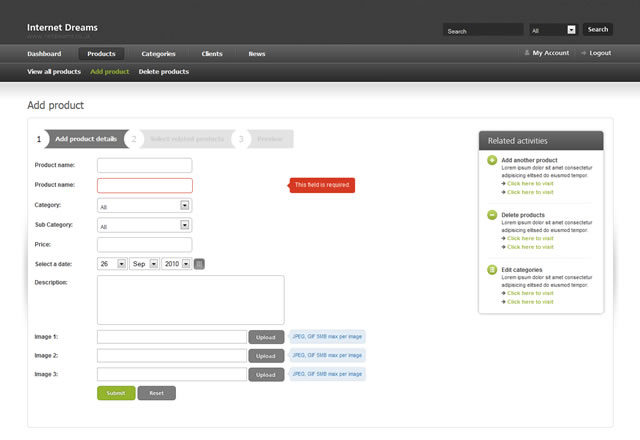 Internet Dreams
www.netdreams.co.uk
Search
All
Search
Dashboard
Products
Categories
Clients
News
My Account
Logout
View all products
Add product
Delete products
Add product
1
Add product details
2
Select related products
3
Preview
Product name:
Product name:
This field is required.
Category:
All
Sub Category:
All
Price:
Select a date:
26
Sep
2010
Description:
Image 1:
Upload
JPEG, GIF 5MB max per image
Image 2:
Upload
JPEG, GIF 5MB max per image
Image 3:
Upload
JPEG, GIF 5MB max per image
Submit
Reset
Related activities
Add another product
Lorem ipsum dolor sit amet consectetur
adipisicing elitsed do eiusmod tempor.
Click here to visit
Click here to visit
Delete products
Lorem ipsum dolor sit amet consectetur
adipisicing elitsed do eiusmod tempor.
Click here to visit
Click here to visit
Edit categories
Lorem ipsum dolor sit amet consectetur
adipisicing elitsed do eiusmod tempor.
Click here to visit
Click here to visit